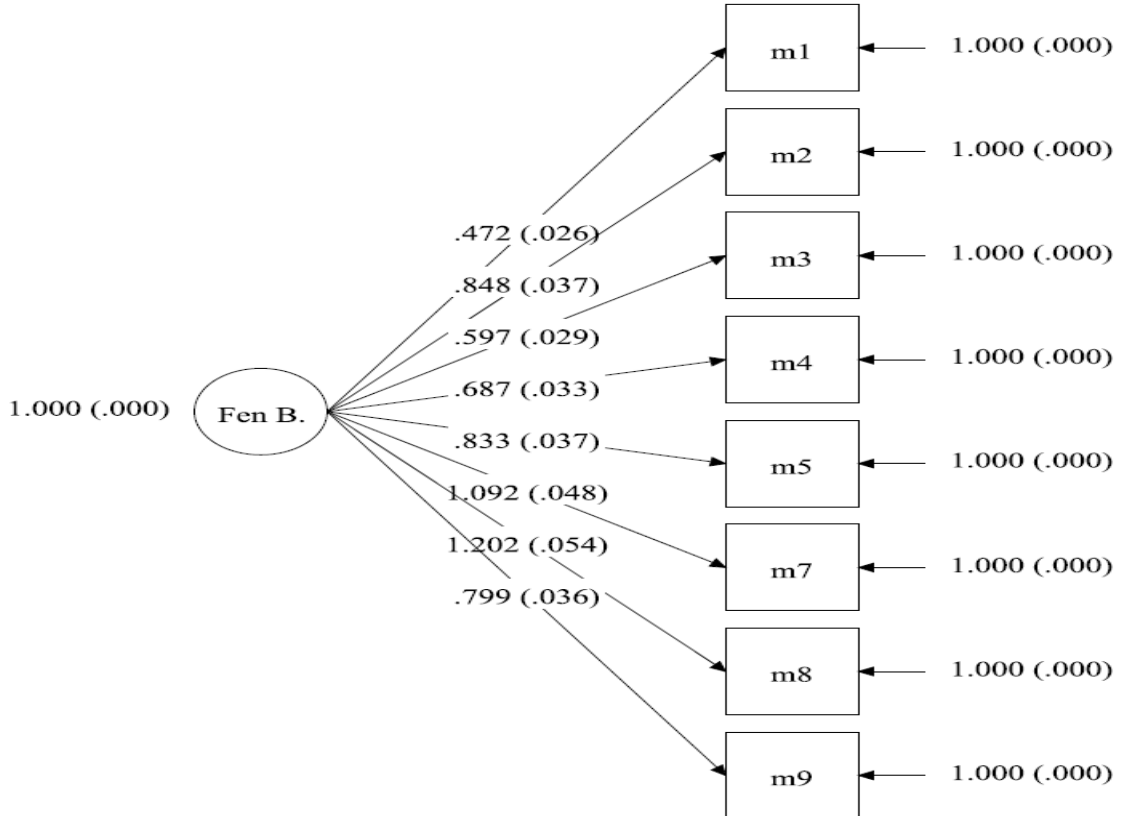 m1
1.000 (.000)
m2
1.000 (.000)
.472 (.026)
m3
1.000 (.000)
.848 (.037)
.597 (.029)
m4
1.000 (.000)
.687 (.033)
1.000 (.000)
Fen B.
.833 (.037)
m5
1.000 (.000)
1.092 (.048)
1.202 (.054)
m7
1.000 (.000)
.799 (.036)
m8
1.000 (.000)
m9
1.000 (.000)